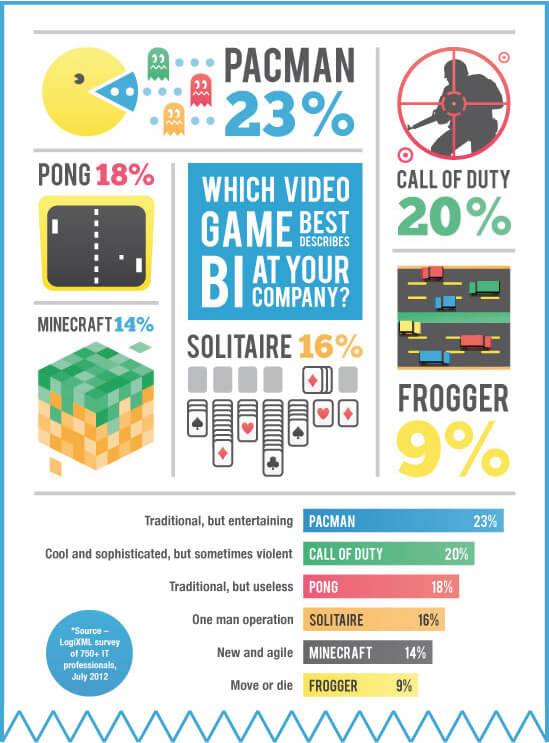 PACMAN
23%
PONG 18%
WHICH VIDEO
GAME BEST DESCRIBES
BI AT YOUR
COMPANY?
CALL OF DUTY
20%
MINECRAFT 14%
SOLITAIRE 16%
FROGGER
9%
Traditional, but entertaining PACMAN 23%
Cool and sophisticated, but sometimes violent CALL OF DUTY 20%
Traditional, but useless PONG 18%
One man operation SOLITAIRE 16%
New and agile MINECRAFT 14%
Move or die FROGGER 9%
*Source –
LogiXML survey
of 750+ IT
professionals,
July 2012